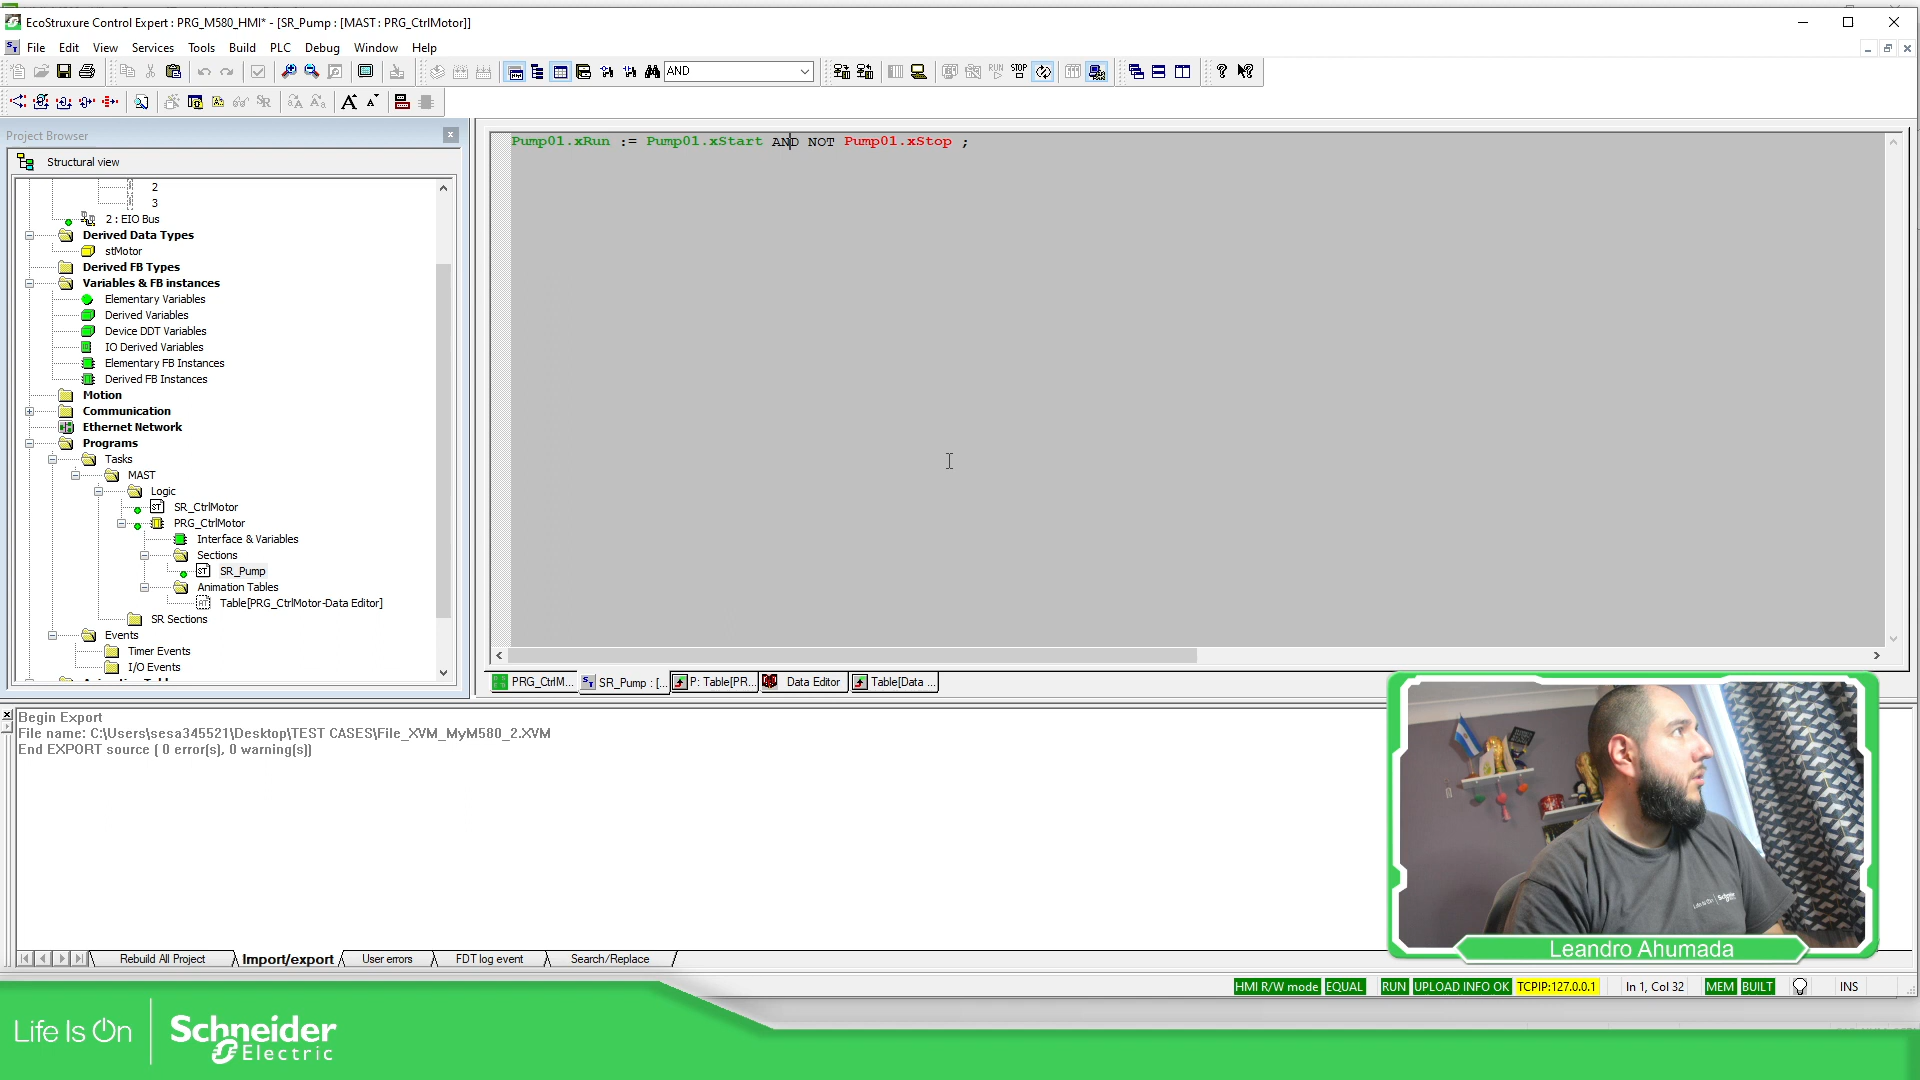 EcoStruxure Control Expert : PRG_M580_HMI* - [SR_Pump : [MAST : PRG_CtrlMotor]]
File Edit View Services Tools Build PLC Debug Window Help
AND
Project Browser
Structural view
2
3
2 : EIO Bus
Derived Data Types
stMotor
Derived FB Types
Variables & FB instances
Elementary Variables
Derived Variables
Device DDT Variables
IO Derived Variables
Elementary FB Instances
Derived FB Instances
Motion
Communication
Ethernet Network
Programs
Tasks
MAST
Logic
SR_CtrlMotor
PRG_CtrlMotor
Interface & Variables
Sections
SR_Pump
Animation Tables
Table[PRG_CtrlMotor-Data Editor]
SR Sections
Events
Timer Events
I/O Events
Pump01.xRun := Pump01.xStart AND NOT Pump01.xStop ;
PRG_CtrlM... SR_Pump : [... P: Table[PR... Data Editor Table[Data ...
Begin Export
File name: C:\Users\sesa345521\Desktop\TEST CASES\File_XVM_MyM580_2.XVM
End EXPORT source ( 0 error(s), 0 warning(s))
Rebuild All Project Import/export User errors FDT log event Search/Replace
Leandro Ahumada
HMI R/W mode EQUAL RUN UPLOAD INFO OK TCPIP:127.0.0.1 ln 1, Col 32 MEM BUILT INS
Life Is On Schneider Electric